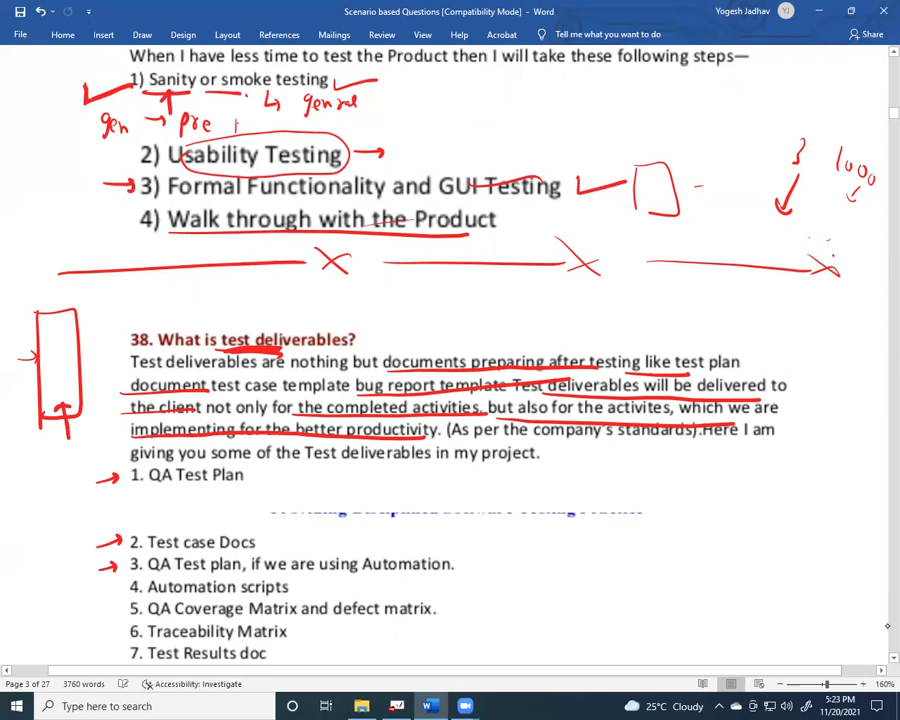 Scenario based Questions [Compatibility Mode] - Word
Yogesh Jadhav YJ
File Home Insert Draw Design Layout References Mailings Review View Help Acrobat Tell me what you want to do Share
When I have less time to test the Product then I will take these following steps—
1) Sanity or smoke testing
gen pre genral
2) Usability Testing
3) Formal Functionality and GUI Testing
3 1000
4) Walk through with the Product
38. What is test deliverables?
Test deliverables are nothing but documents preparing after testing like test plan
document test case template bug report template Test deliverables will be delivered to
the client not only for the completed activities, but also for the activites, which we are
implementing for the better productivity. (As per the company's standards).Here I am
giving you some of the Test deliverables in my project.
1. QA Test Plan
2. Test case Docs
3. QA Test plan, if we are using Automation.
4. Automation scripts
5. QA Coverage Matrix and defect matrix.
6. Traceability Matrix
7. Test Results doc
Page 3 of 27 3760 words Accessibility: Investigate 160%
Type here to search 25°C Cloudy 5:23 PM
11/20/2021